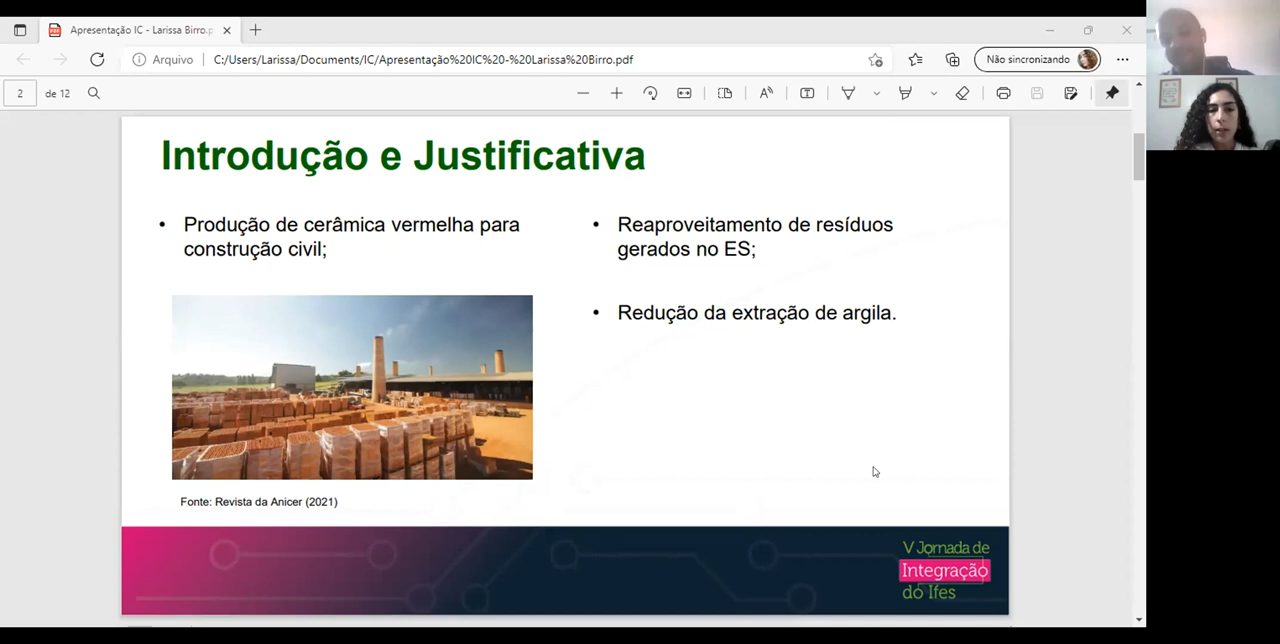 Apresentação IC - Larissa Birro.p
Arquivo
C:/Users/Larissa/Documents/IC/Apresentação%20IC%20-%20Larissa%20Birro.pdf
Não sincronizando
2 de 12
Introdução e Justificativa
• Produção de cerâmica vermelha para
construção civil;
• Reaproveitamento de resíduos
gerados no ES;
• Redução da extração de argila.
Fonte: Revista da Anicer (2021)
V Jornada de
Integração
do Ifes